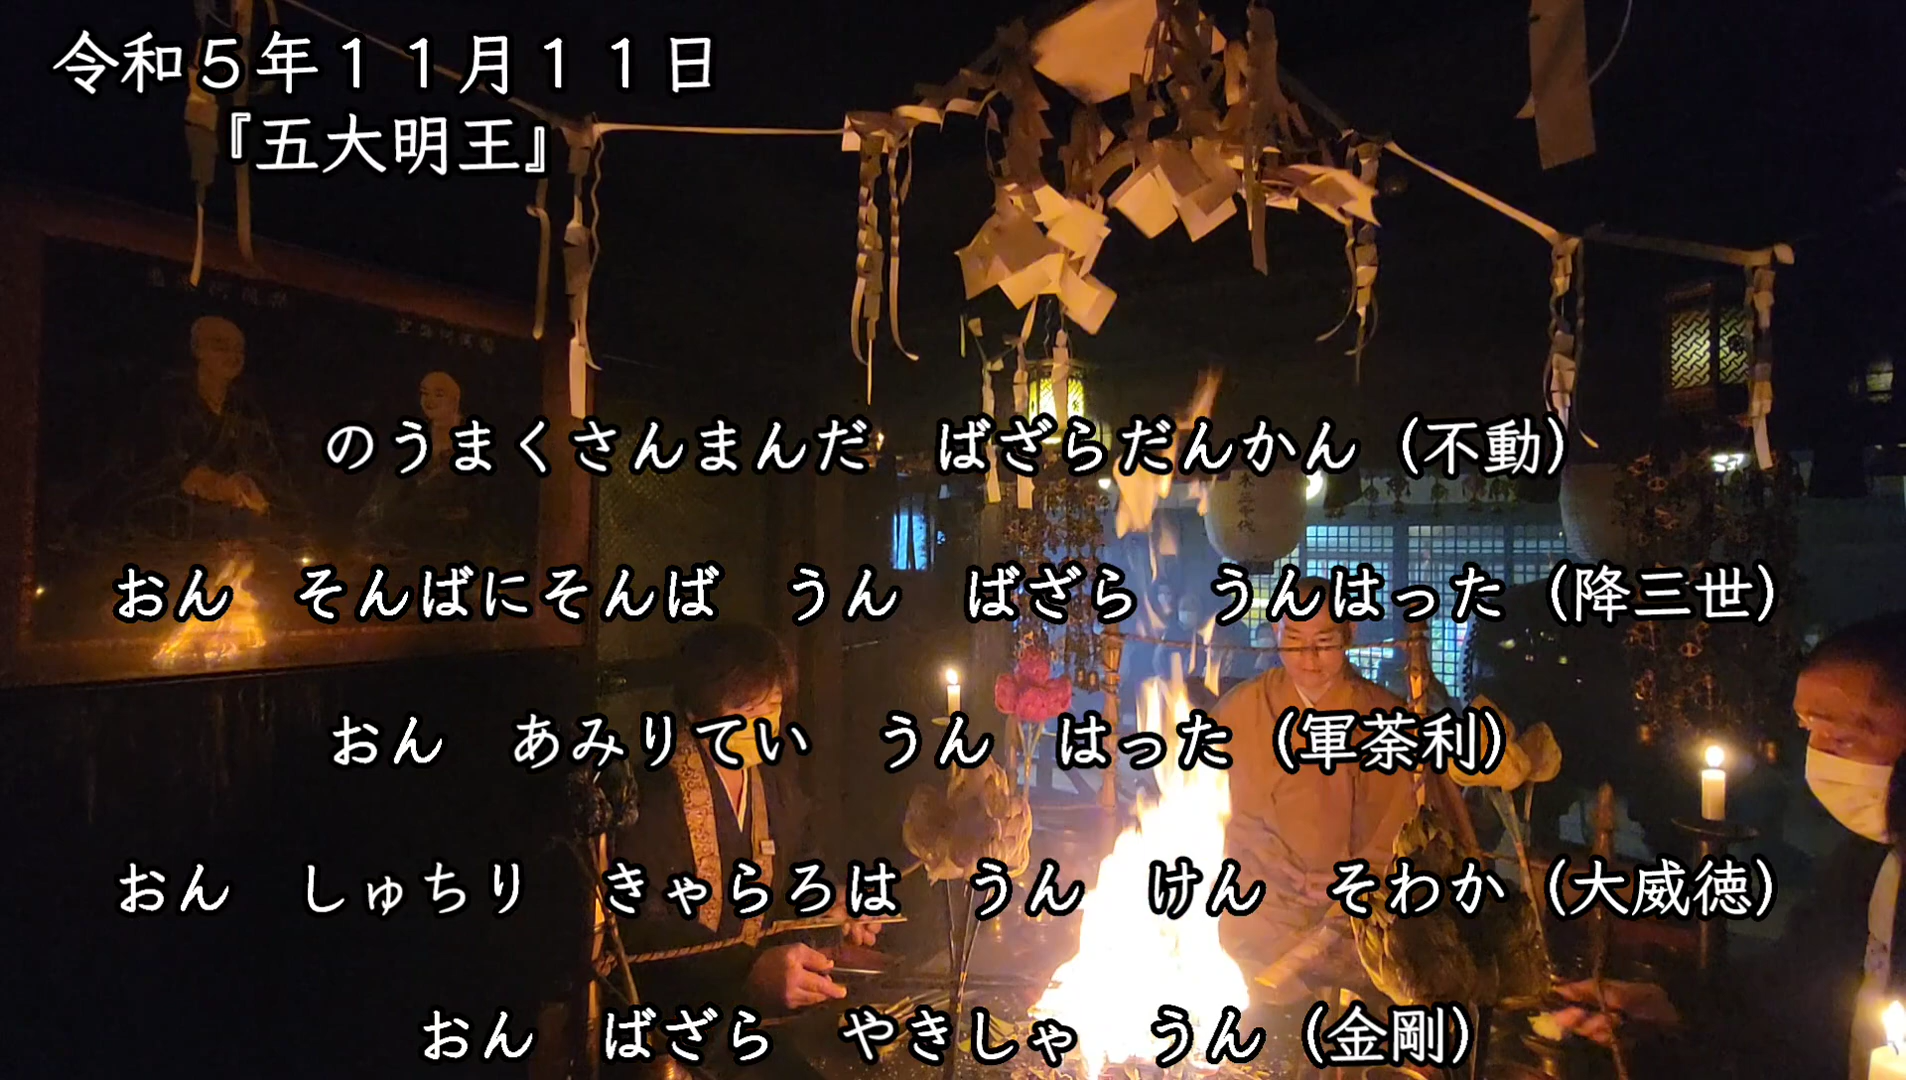 令和５年１１月１１日
『五大明王』
のうまくさんまんだ　ばざらだんかん（不動）
おん　そんばにそんば　うん　ばざら　うんはった（降三世）
おん　あみりてい　うん　はった（軍荼利）
おん　しゅちり　きゃらろは　うん　けん　そわか（大威徳）
おん　ばざら　やきしゃ　うん（金剛）